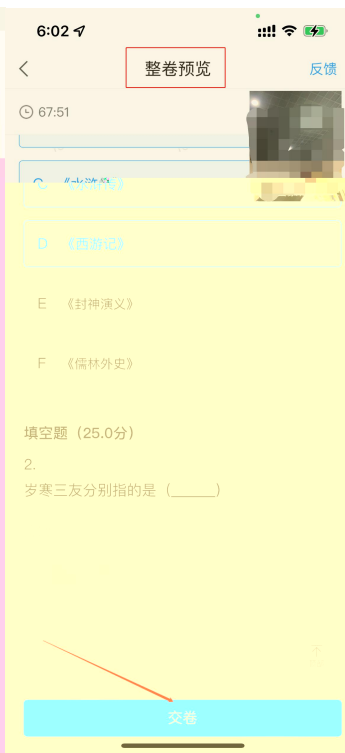 6:02
整卷预览
反馈
67:51
C 《水浒传》
D 《西游记》
E 《封神演义》
F 《儒林外史》
填空题（25.0分）
2.
岁寒三友分别指的是（______）
交卷